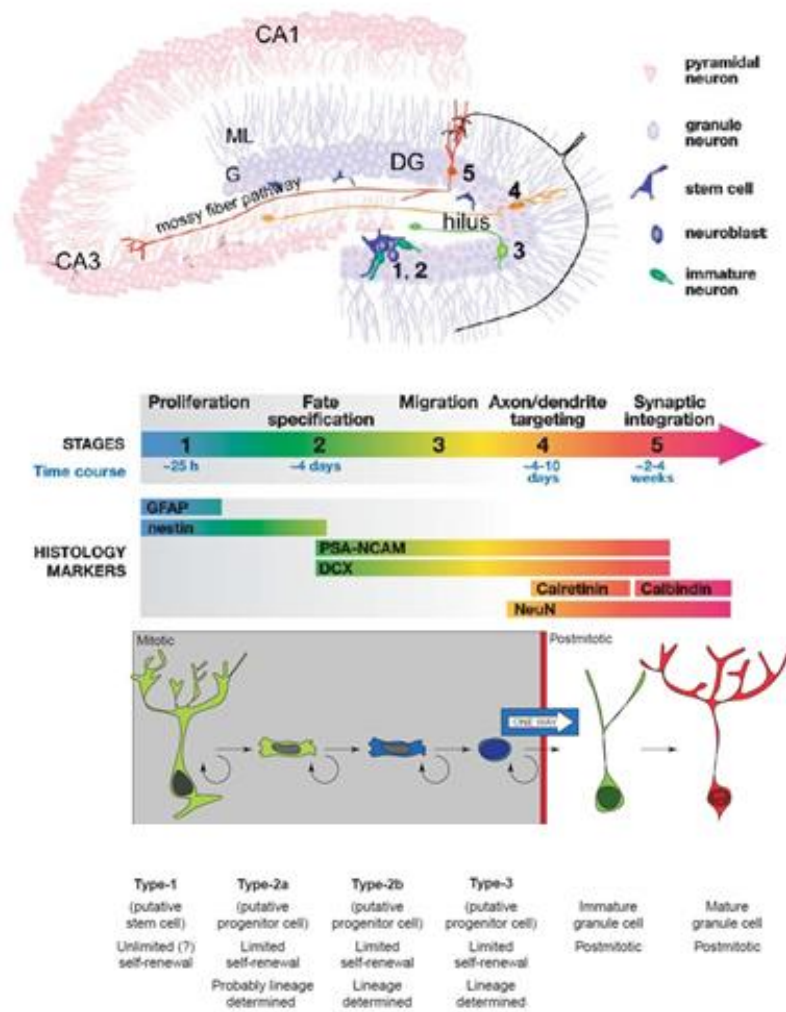 CA1
pyramidal
neuron
ML
granule
neuron
DG
G
5
stem cell
4
mossy fiber pathway
hilus
neuroblast
CA3
3
1, 2
immature
neuron
Proliferation
Fate
specification
Migration
Axon/dendrite
targeting
Synaptic
integration
STAGES
1
2
3
4
5
Time course
~25 h
~4 days
~4-10
days
~2-4
weeks
GFAP
nestin
HISTOLOGY
MARKERS
PSA-NCAM
DCX
Calretinin
Calbindin
NeuN
Mitotic
Postmitotic
ONE WAY
Type-1
(putative
stem cell)
Unlimited (?)
self-renewal
Type-2a
(putative
progenitor cell)
Limited
self-renewal
Probably lineage
determined
Type-2b
(putative
progenitor cell)
Limited
self-renewal
Lineage
determined
Type-3
(putative
progenitor cell)
Limited
self-renewal
Lineage
determined
Immature
granule cell
Postmitotic
Mature
granule cell
Postmitotic